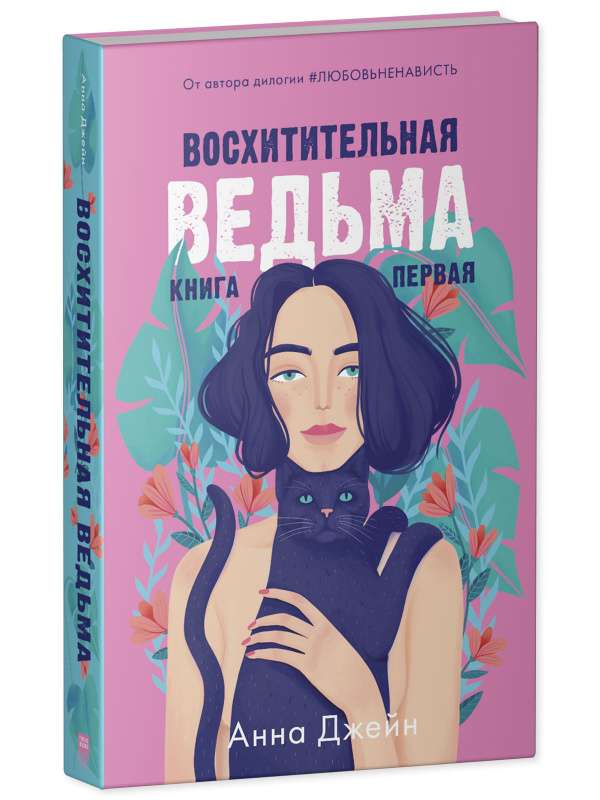 От автора дилогии #ЛЮБОВЬНЕНАВИСТЬ
ВОСХИТИТЕЛЬНАЯ
ВЕДЬМА
КНИГА ПЕРВАЯ
Анна Джейн
Анна Джейн ВОСХИТИТЕЛЬНАЯ ВЕДЬМА